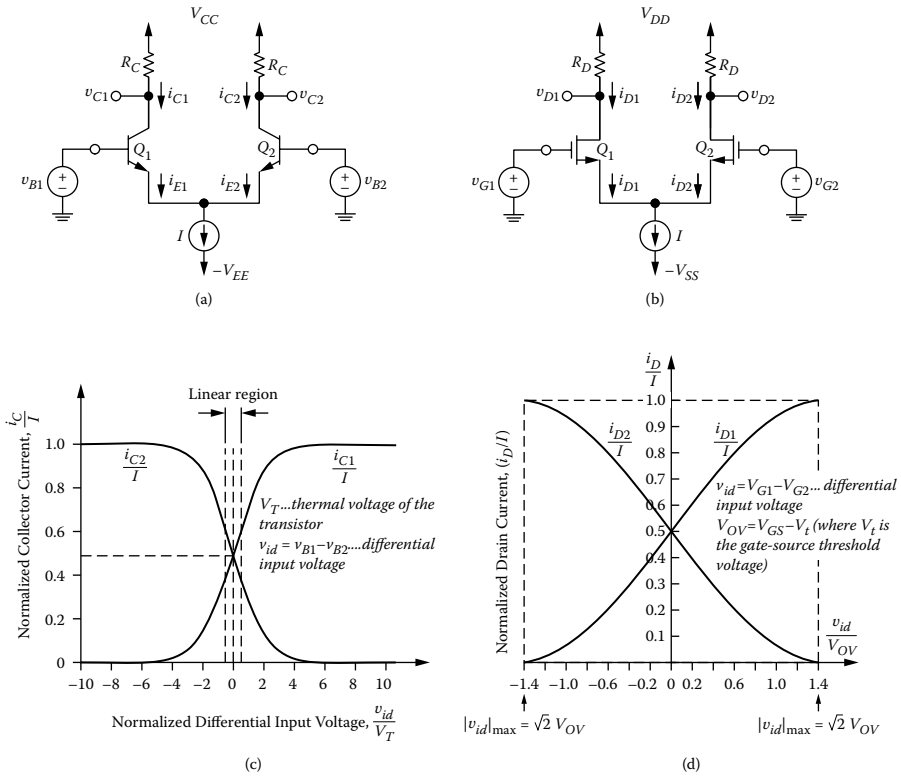 V_CC
R_C
R_C
v_C1
i_C1
i_C2
v_C2
Q_1
Q_2
v_B1
+
−
i_E1
i_E2
+
−
v_B2
I
−V_EE
(a)
V_DD
R_D
R_D
v_D1
i_D1
i_D2
v_D2
Q_1
Q_2
v_G1
+
−
i_D1
i_D2
+
−
v_G2
I
−V_SS
(b)
Linear region
Normalized Collector Current, i_C/I
1.0
0.8
0.6
0.4
0.2
0
i_C2/I
i_C1/I
V_T...thermal voltage of the
transistor
v_id = v_B1−v_B2....differential
input voltage
−10 −8 −6 −4 −2 0 2 4 6 8 10
Normalized Differential Input Voltage, v_id/V_T
(c)
i_D/I
Normalized Drain Current, (i_D/I)
1.0
0.9
0.8
0.7
0.6
0.5
0.4
0.3
0.2
0.1
i_D2/I
i_D1/I
v_id=V_G1−V_G2... differential
input voltage
V_OV=V_GS−V_t (where V_t is
the gate-source threshold
voltage)
v_id/V_OV
−1.4 −1.0 −0.6 −0.2 0 0.2 0.6 1.0 1.4
|v_id|max = √2 V_OV
|v_id|max = √2 V_OV
(d)